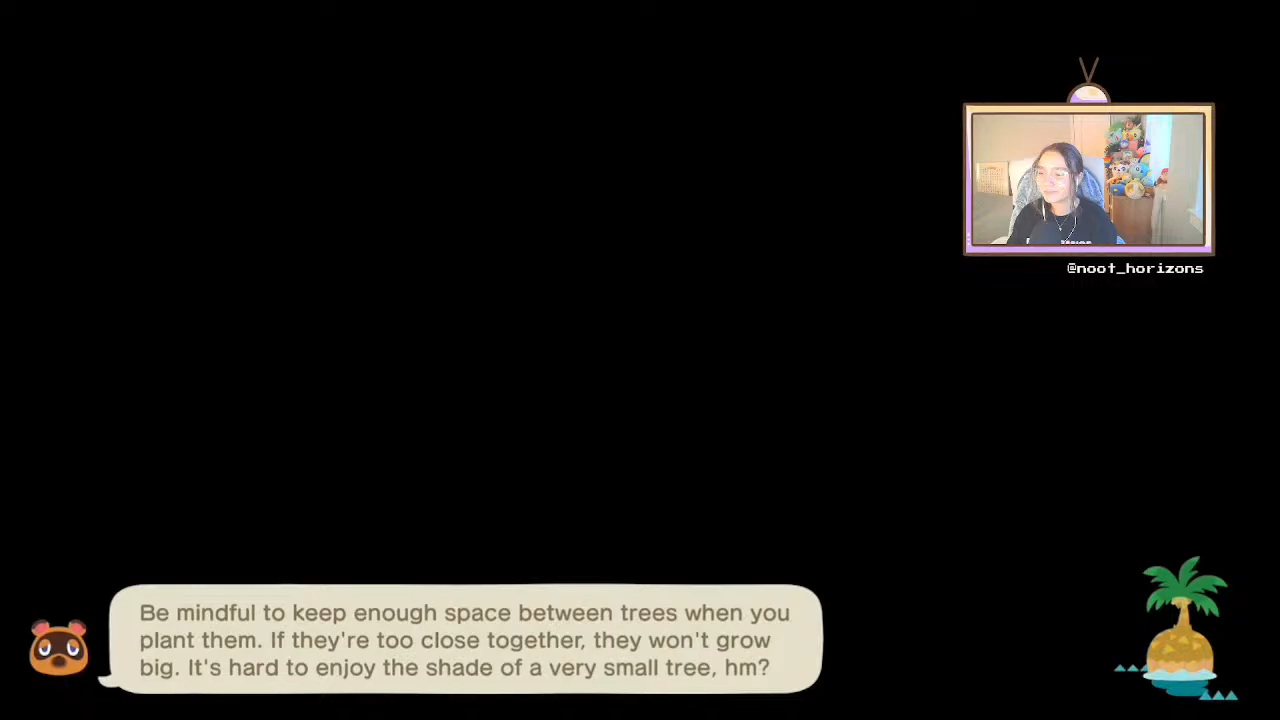 @noot_horizons
Be mindful to keep enough space between trees when you
plant them. If they're too close together, they won't grow
big. It's hard to enjoy the shade of a very small tree, hm?